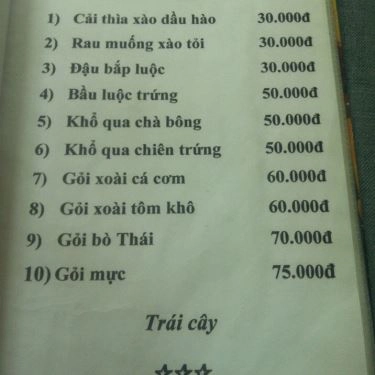 1) Cải thìa xào dầu hào 30.000đ
2) Rau muống xào tỏi 30.000đ
3) Đậu bắp luộc 30.000đ
4) Bầu luộc trứng 50.000đ
5) Khổ qua chà bông 50.000đ
6) Khổ qua chiên trứng 50.000đ
7) Gỏi xoài cá cơm 60.000đ
8) Gỏi xoài tôm khô 60.000đ
9) Gỏi bò Thái 70.000đ
10) Gỏi mực 75.000đ
Trái cây